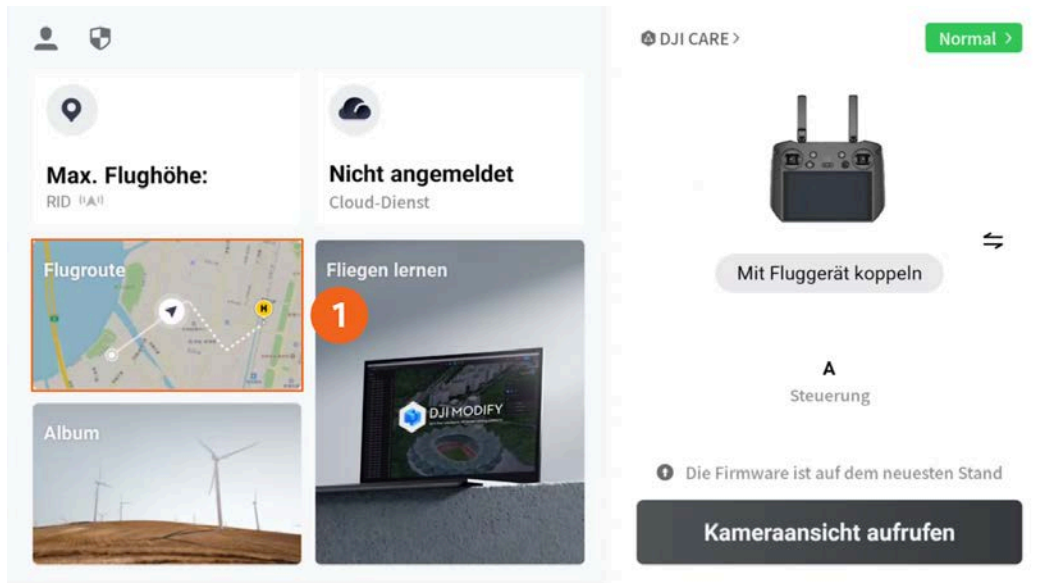 Max. Flughöhe:
RID
Nicht angemeldet
Cloud-Dienst
Flugroute
H
1
Fliegen lernen
DJI MODIFY
Album
DJI CARE >
Normal >
Mit Fluggerät koppeln
A
Steuerung
Die Firmware ist auf dem neuesten Stand
Kameraansicht aufrufen